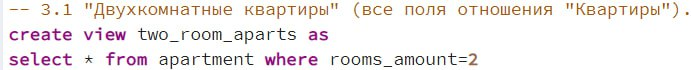 -- 3.1 "Двухкомнатные квартиры" (все поля отношения "Квартиры").
create view two_room_aparts as
select * from apartment where rooms_amount=2